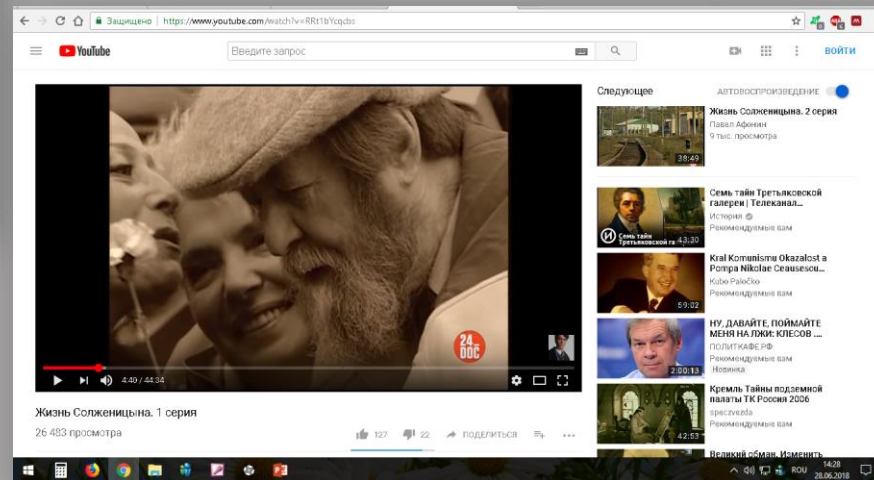 Защищено | https://www.youtube.com/watch?v=RRt1bYcqcbs
YouTube
Введите запрос
ВОЙТИ
24
DOC
4:40 / 44:34
Жизнь Солженицына. 1 серия
26 483 просмотра
127
22
ПОДЕЛИТЬСЯ
Следующее
АВТОВОСПРОИЗВЕДЕНИЕ
38:49
Жизнь Солженицына. 2 серия
Павел Афонин
9 тыс. просмотра
Семь тайн
Третьяковской га
43:30
Семь тайн Третьяковской
галереи | Телеканал...
История
Рекомендуемые вам
59:02
Kral Komunismu Okazalost a
Pompa Nikolae Ceausescu...
Kubo Paločko
Рекомендуемые вам
2:00:13
НУ, ДАВАЙТЕ, ПОЙМАЙТЕ
МЕНЯ НА ЛЖИ: КЛЕСОВ ....
ПОЛИТКАФЕ.РФ
Рекомендуемые вам
Новинка
42:53
Кремль Тайны подземной
палаты ТК Россия 2006
speczvezda
Рекомендуемые вам
Великий обман. Изменить
ROU
14:28
28.06.2018